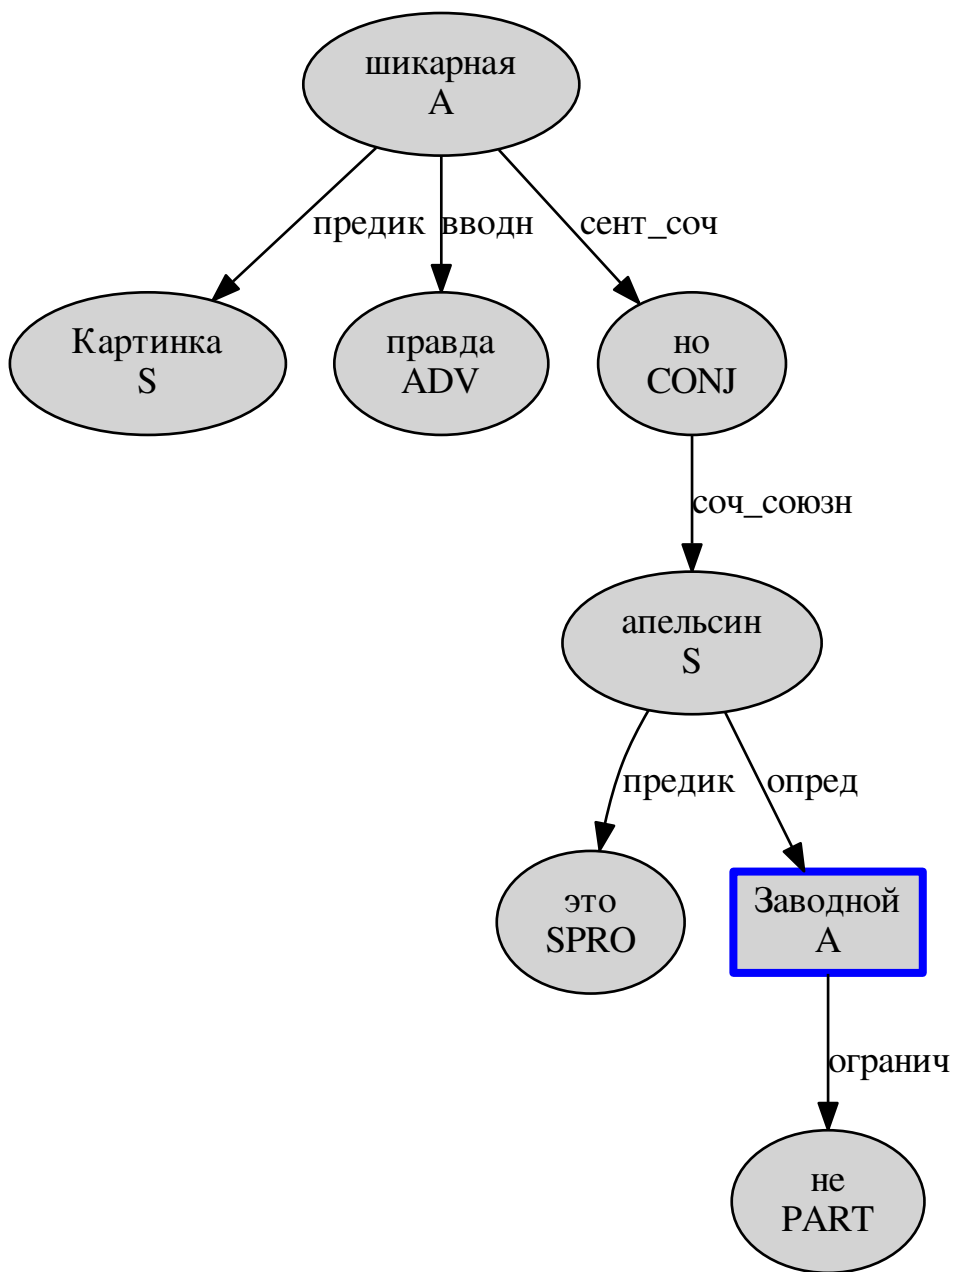 шикарная
A
предик
вводн
сент_соч
Картинка
S
правда
ADV
но
CONJ
соч_союзн
апельсин
S
предик
опред
это
SPRO
Заводной
A
огранич
не
PART